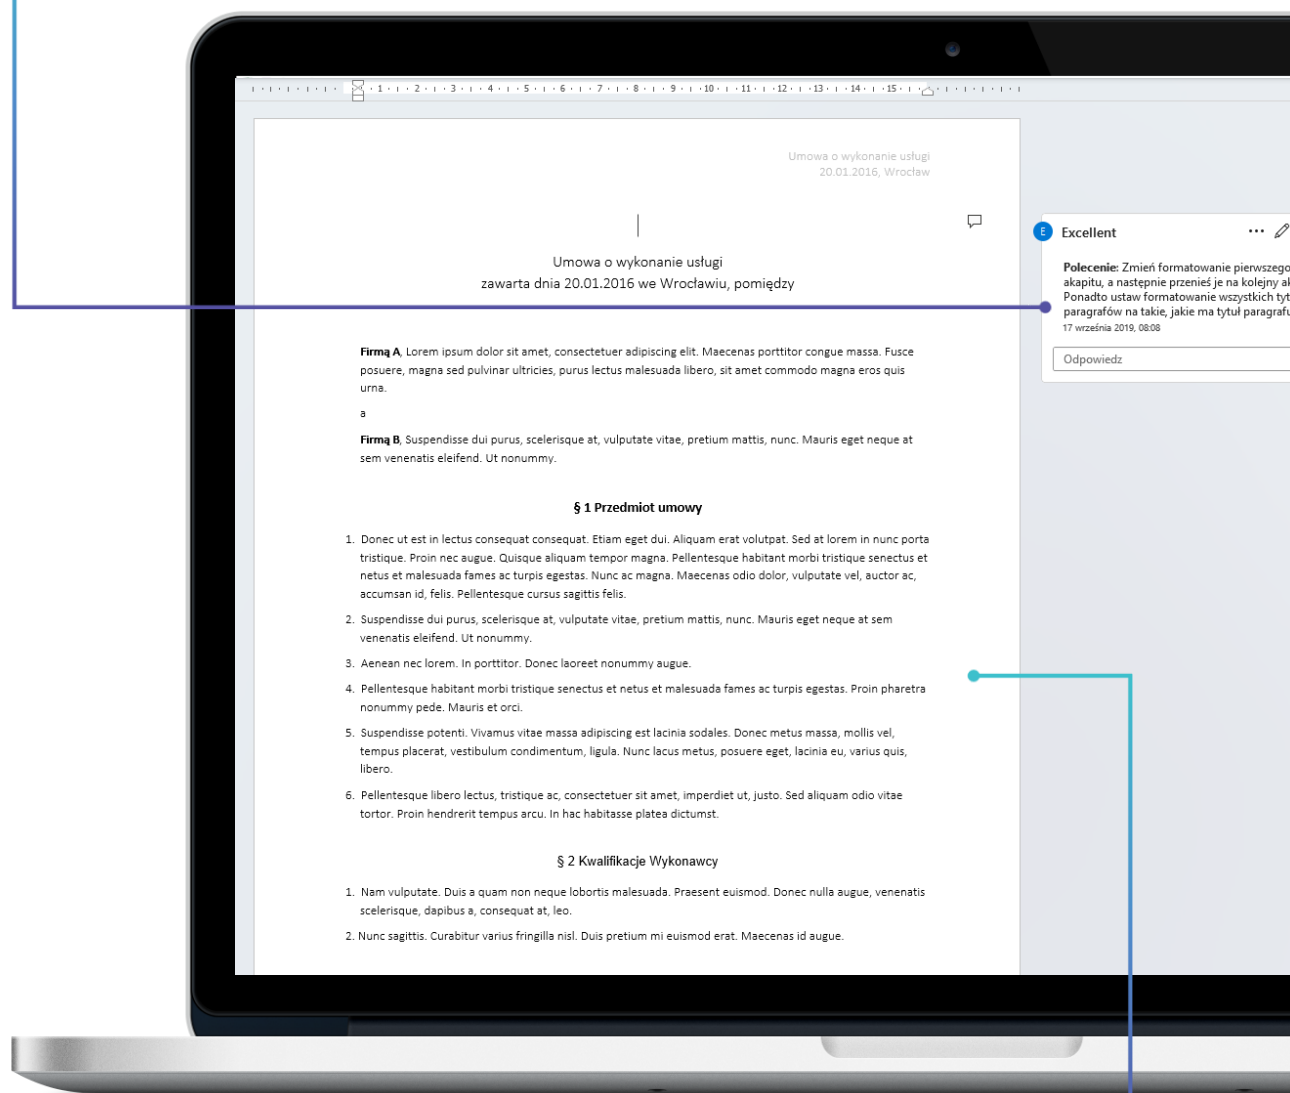 1 2 3 4 5 6 7 8 9 10 11 12 13 14 15
Umowa o wykonanie usługi
20.01.2016, Wrocław
Umowa o wykonanie usługi
zawarta dnia 20.01.2016 we Wrocławiu, pomiędzy
Firmą A, Lorem ipsum dolor sit amet, consectetuer adipiscing elit. Maecenas porttitor congue massa. Fusce
posuere, magna sed pulvinar ultricies, purus lectus malesuada libero, sit amet commodo magna eros quis
urna.
a
Firmą B, Suspendisse dui purus, scelerisque at, vulputate vitae, pretium mattis, nunc. Mauris eget neque at
sem venenatis eleifend. Ut nonummy.
§ 1 Przedmiot umowy
1. Donec ut est in lectus consequat consequat. Etiam eget dui. Aliquam erat volutpat. Sed at lorem in nunc porta
tristique. Proin nec augue. Quisque aliquam tempor magna. Pellentesque habitant morbi tristique senectus et
netus et malesuada fames ac turpis egestas. Nunc ac magna. Maecenas odio dolor, vulputate vel, auctor ac,
accumsan id, felis. Pellentesque cursus sagittis felis.
2. Suspendisse dui purus, scelerisque at, vulputate vitae, pretium mattis, nunc. Mauris eget neque at sem
venenatis eleifend. Ut nonummy.
3. Aenean nec lorem. In porttitor. Donec laoreet nonummy augue.
4. Pellentesque habitant morbi tristique senectus et netus et malesuada fames ac turpis egestas. Proin pharetra
nonummy pede. Mauris et orci.
5. Suspendisse potenti. Vivamus vitae massa adipiscing est lacinia sodales. Donec metus massa, mollis vel,
tempus placerat, vestibulum condimentum, ligula. Nunc lacus metus, posuere eget, lacinia eu, varius quis,
libero.
6. Pellentesque libero lectus, tristique ac, consectetuer sit amet, imperdiet ut, justo. Sed aliquam odio vitae
tortor. Proin hendrerit tempus arcu. In hac habitasse platea dictumst.
§ 2 Kwalifikacje Wykonawcy
1. Nam vulputate. Duis a quam non neque lobortis malesuada. Praesent euismod. Donec nulla augue, venenatis
scelerisque, dapibus a, consequat at, leo.
2. Nunc sagittis. Curabitur varius fringilla nisl. Duis pretium mi euismod erat. Maecenas id augue.
E Excellent
Polecenie: Zmień formatowanie pierwszego
akapitu, a następnie przenieś je na kolejny
Ponadto ustaw formatowanie wszystkich
paragrafów na takie, jakie ma tytuł
17 września 2019, 08:08
Odpowiedz